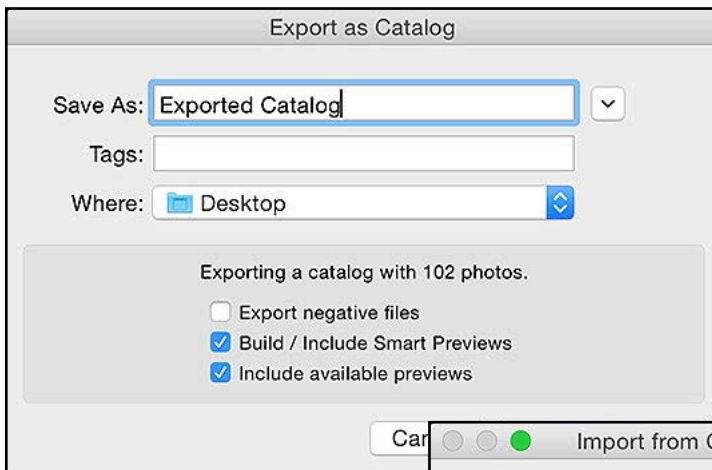 Export as Catalog
Save As: Exported Catalog
Tags:
Where: Desktop
Exporting a catalog with 102 photos.
Export negative files
Build / Include Smart Previews
Include available previews
Car
Import from C